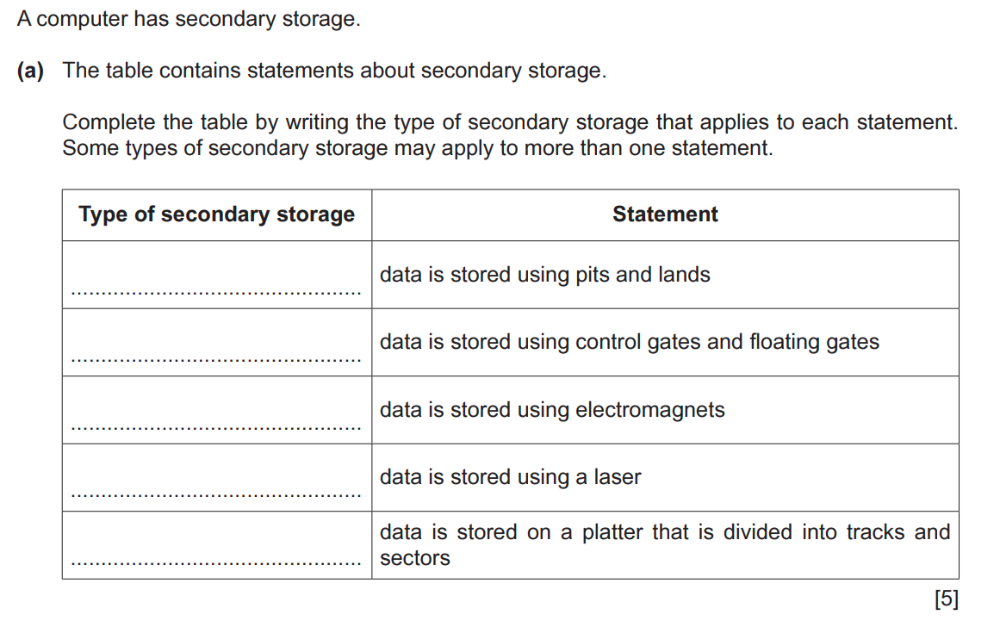 A computer has secondary storage.
(a) The table contains statements about secondary storage.
Complete the table by writing the type of secondary storage that applies to each statement.
Some types of secondary storage may apply to more than one statement.
Type of secondary storage Statement
data is stored using pits and lands
................................................
data is stored using control gates and floating gates
................................................
data is stored using electromagnets
................................................
data is stored using a laser
................................................
data is stored on a platter that is divided into tracks and
................................................ sectors
[5]